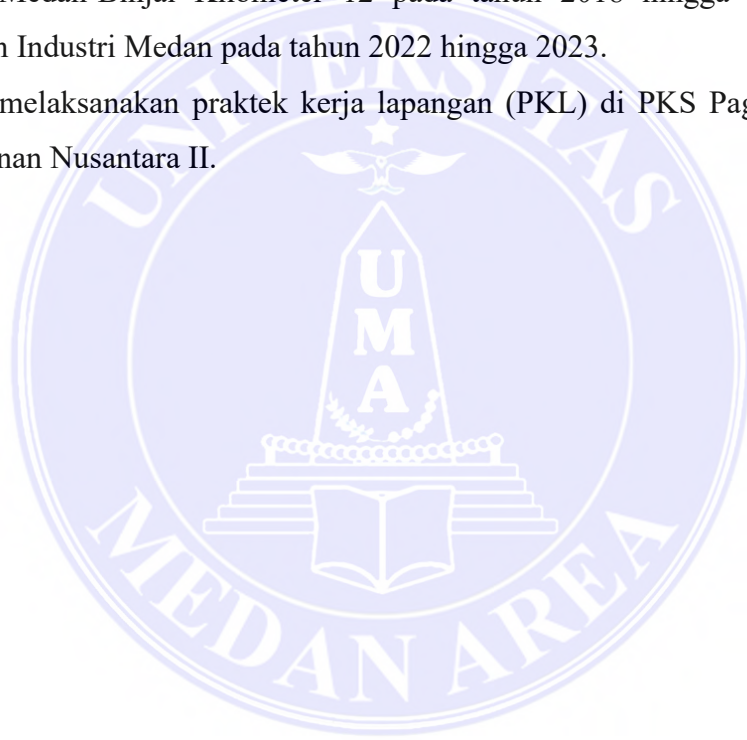 Medan-Binjai Kilometer 12 pada tahun 2018 hingga
n Industri Medan pada tahun 2022 hingga 2023.
melaksanakan praktek kerja lapangan (PKL) di PKS Pag
nan Nusantara II.
UNIVERSITAS
U
M
A
MEDAN AREA